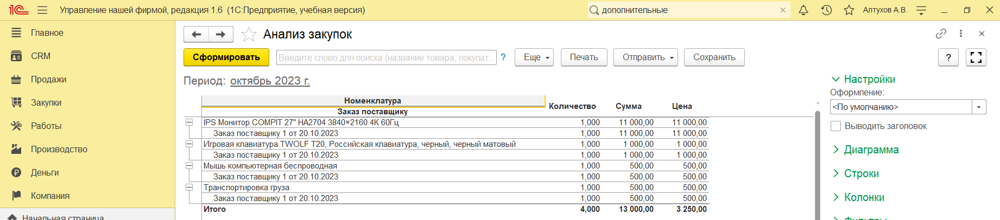 1С Управление нашей фирмой, редакция 1.6 (1С:Предприятие, учебная версия) дополнительные Алтухов А.В.
Главное
CRM
Продажи
Закупки
Работы
Производство
Деньги
Компания
Начальная страница
Анализ закупок
Сформировать Введите слово для поиска (название товара, покупат... ? Еще Печать Отправить Сохранить ?
Период: октябрь 2023 г.
Номенклатура Количество Сумма Цена
Заказ поставщику
IPS Монитор COMPIT 27" HA2704 3840×2160 4К 60Гц 1,000 11 000,00 11 000,00
Заказ поставщику 1 от 20.10.2023 1,000 11 000,00 11 000,00
Игровая клавиатура TWOLF T20, Российская клавиатура, черный, черный матовый 1,000 1 000,00 1 000,00
Заказ поставщику 1 от 20.10.2023 1,000 1 000,00 1 000,00
Мышь компьютерная беспроводная 1,000 500,00 500,00
Заказ поставщику 1 от 20.10.2023 1,000 500,00 500,00
Транспортировка груза 1,000 500,00 500,00
Заказ поставщику 1 от 20.10.2023 1,000 500,00 500,00
Итого 4,000 13 000,00 3 250,00
Настройки
Оформление:
<По умолчанию>
Выводить заголовок
Диаграмма
Строки
Колонки
Фильтры